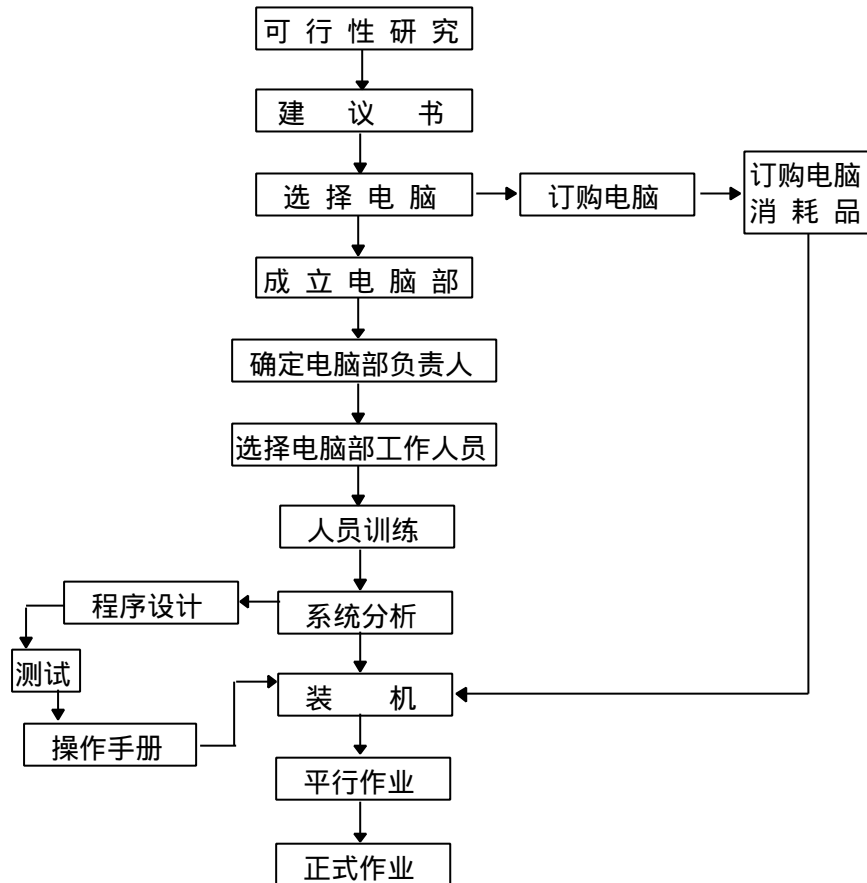 可行性研究
建议书
选择电脑
订购电脑
订购电脑
消耗品
成立电脑部
确定电脑部负责人
选择电脑部工作人员
人员训练
程序设计
系统分析
测试
装机
操作手册
平行作业
正式作业